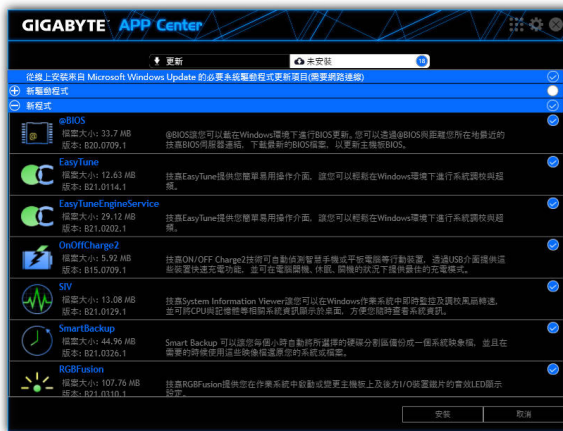 GIGABYTE™ APP Center
更新
未安裝 18
從線上安裝來自 Microsoft Windows Update 的必要系統驅動程式更新項目(需要網路連線)
新驅動程式
新程式
@BIOS
檔案大小: 33.7 MB
版本: B20.0709.1
@BIOS讓您可以載在Windows環境下進行BIOS更新。您可以透過@BIOS與距離您所在地最近的
技嘉BIOS伺服器連結，下載最新的BIOS檔案，以更新主機板BIOS。
EasyTune
檔案大小: 12.63 MB
版本: B21.0114.1
技嘉EasyTune提供您簡單易用操作介面，讓您可以輕鬆在Windows環境下進行系統調校與超
頻。
EasyTuneEngineService
檔案大小: 29.12 MB
版本: B21.0202.1
技嘉EasyTune提供您簡單易用操作介面，讓您可以輕鬆在Windows環境下進行系統調校與超
頻。
OnOffCharge2
檔案大小: 5.92 MB
版本: B15.0709.1
技嘉ON/OFF Charge2技術可自動偵測智慧手機或平板電腦等行動裝置，透過USB介面提供這
些裝置快速充電功能，並可在電腦開機、休眠、關機的狀況下提供最佳的充電模式。
SIV
檔案大小: 13.08 MB
版本: B21.0129.1
技嘉System Information Viewer讓您可以在Windows作業系統中即時監控及調校風扇轉速，
並可將CPU與記憶體等相關系統資訊顯示於桌面，方便您隨時查看系統資訊。
SmartBackup
檔案大小: 44.96 MB
版本: B21.0326.1
Smart Backup 可以讓您每個小時自動將所選擇的硬碟分割區備份成一個系統映象檔，並且在
需要的時候使用這些映像檔還原您的系統或檔案。
RGBFusion
檔案大小: 107.76 MB
版本: B21.0310.1
技嘉RGBFusion提供您在作業系統中啟動或變更主機板上及後方I/O裝置鐵片的音效LED顯示
設定。
安裝
取消